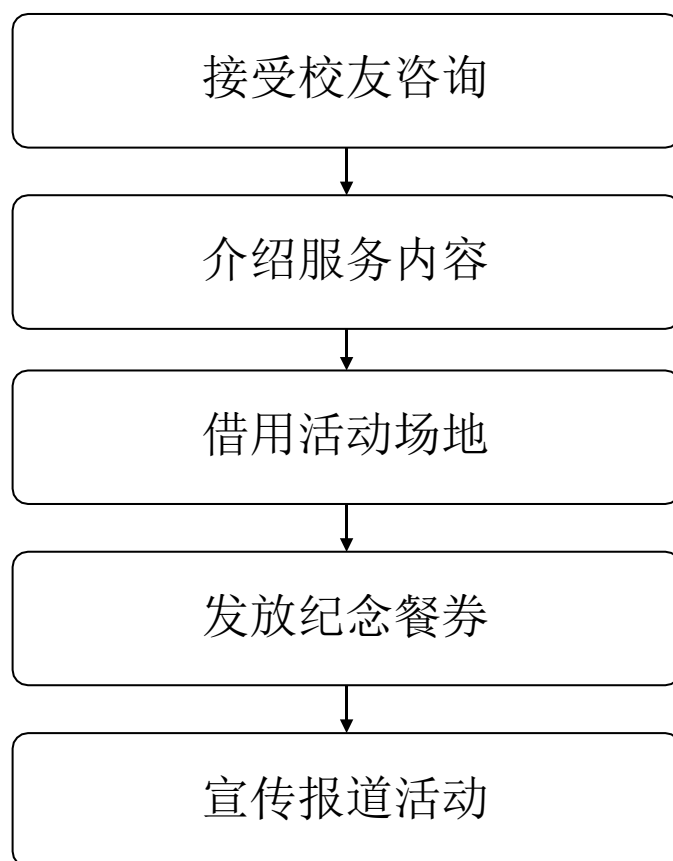 接受校友咨询
介绍服务内容
借用活动场地
发放纪念餐券
宣传报道活动